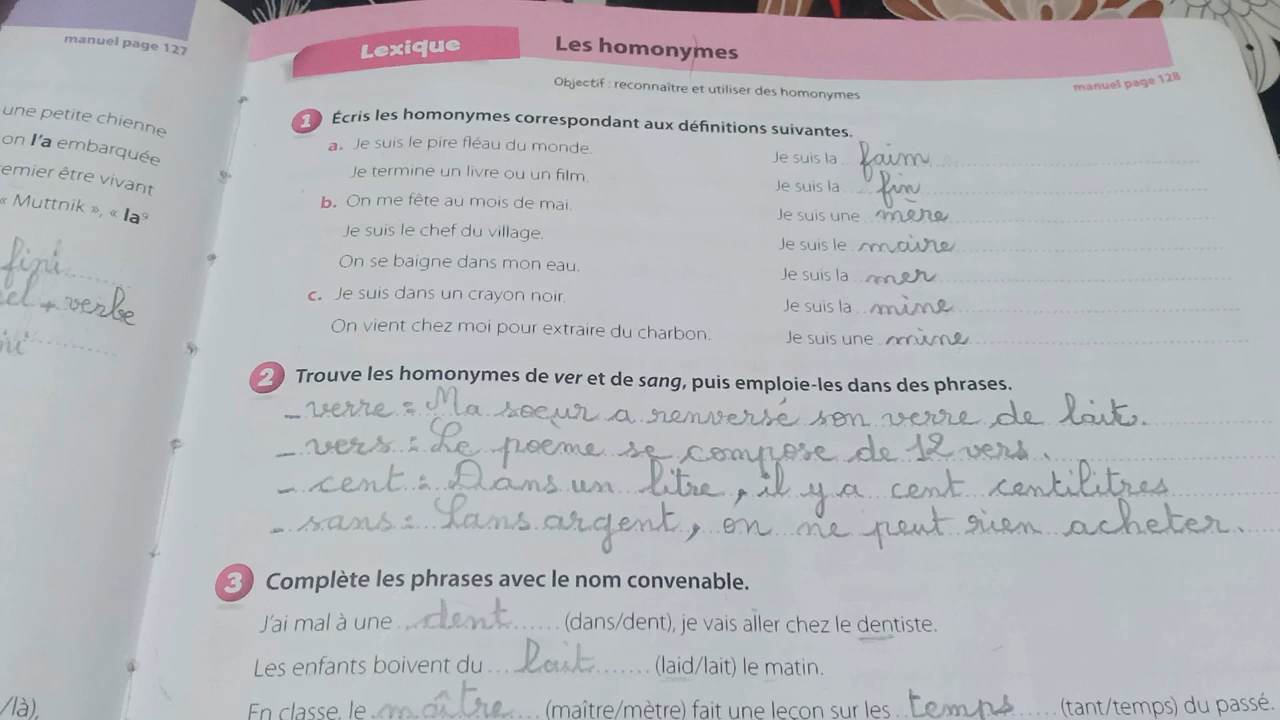 manuel page 127
une petite chienne
on l'a embarquée
emier être vivant
« Muttnik », « la
fini
el + verbe
ni
/là),
Lexique
Les homonymes
Objectif : reconnaître et utiliser des homonymes
manuel page 128
1 Écris les homonymes correspondant aux définitions suivantes.
a. Je suis le pire fléau du monde. Je suis la faim
Je termine un livre ou un film. Je suis la fin
b. On me fête au mois de mai. Je suis une mère
Je suis le chef du village. Je suis le maire
On se baigne dans mon eau. Je suis la mer
c. Je suis dans un crayon noir. Je suis la mine
On vient chez moi pour extraire du charbon. Je suis une mine
2 Trouve les homonymes de ver et de sang, puis emploie-les dans des phrases.
- verre : Ma soeur a renversé son verre de lait.
- vers : Le poeme se compose de 12 vers.
- cent : Dans un litre, il y a cent centilitres
- sans : Sans argent, on ne peut rien acheter.
3 Complète les phrases avec le nom convenable.
J'ai mal à une dent (dans/dent), je vais aller chez le dentiste.
Les enfants boivent du lait (laid/lait) le matin.
En classe, le maître (maître/mètre) fait une leçon sur les temps (tant/temps) du passé.